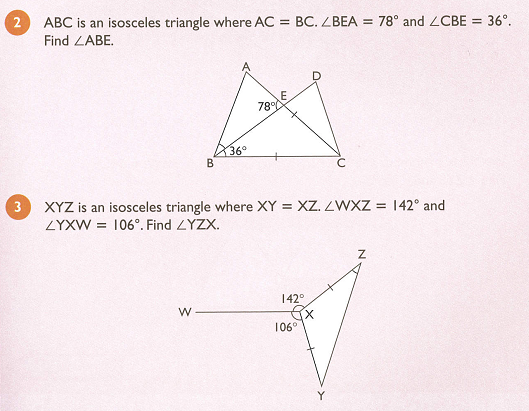 2 ABC is an isosceles triangle where AC = BC. ∠BEA = 78° and ∠CBE = 36°.
Find ∠ABE.
A
D
E
78°
36°
B
C
3 XYZ is an isosceles triangle where XY = XZ. ∠WXZ = 142° and
∠YXW = 106°. Find ∠YZX.
Z
142°
W
X
106°
Y